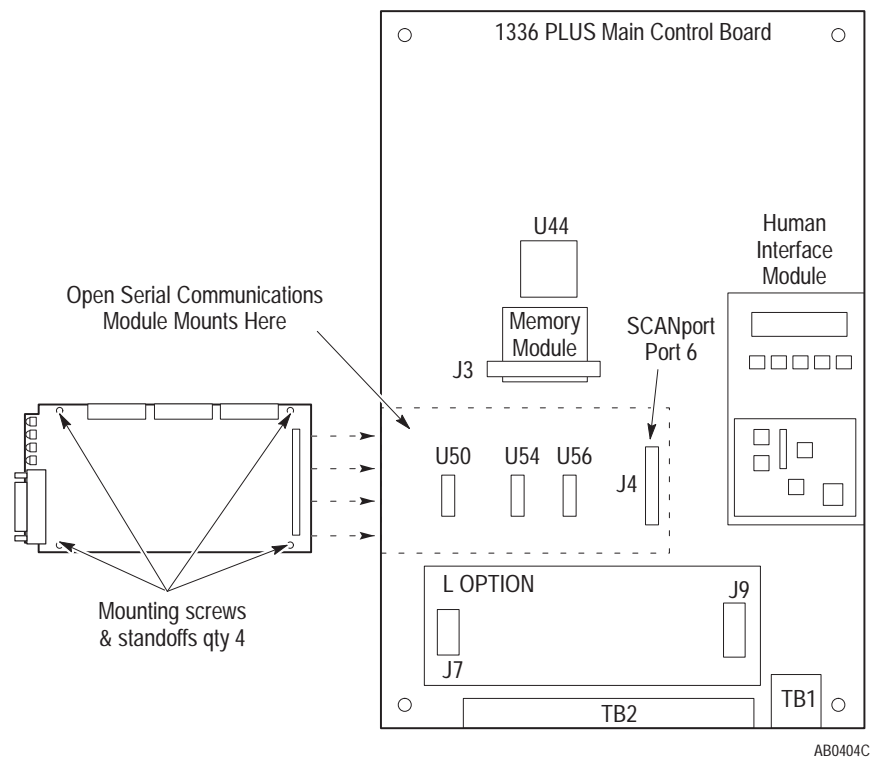 1336 PLUS Main Control Board
U44
Human
Interface
Module
Open Serial Communications
Module Mounts Here
Memory
Module
SCANport
Port 6
J3
U50
U54
U56
J4
Mounting screws
& standoffs qty 4
L OPTION
J9
J7
TB1
TB2
AB0404C